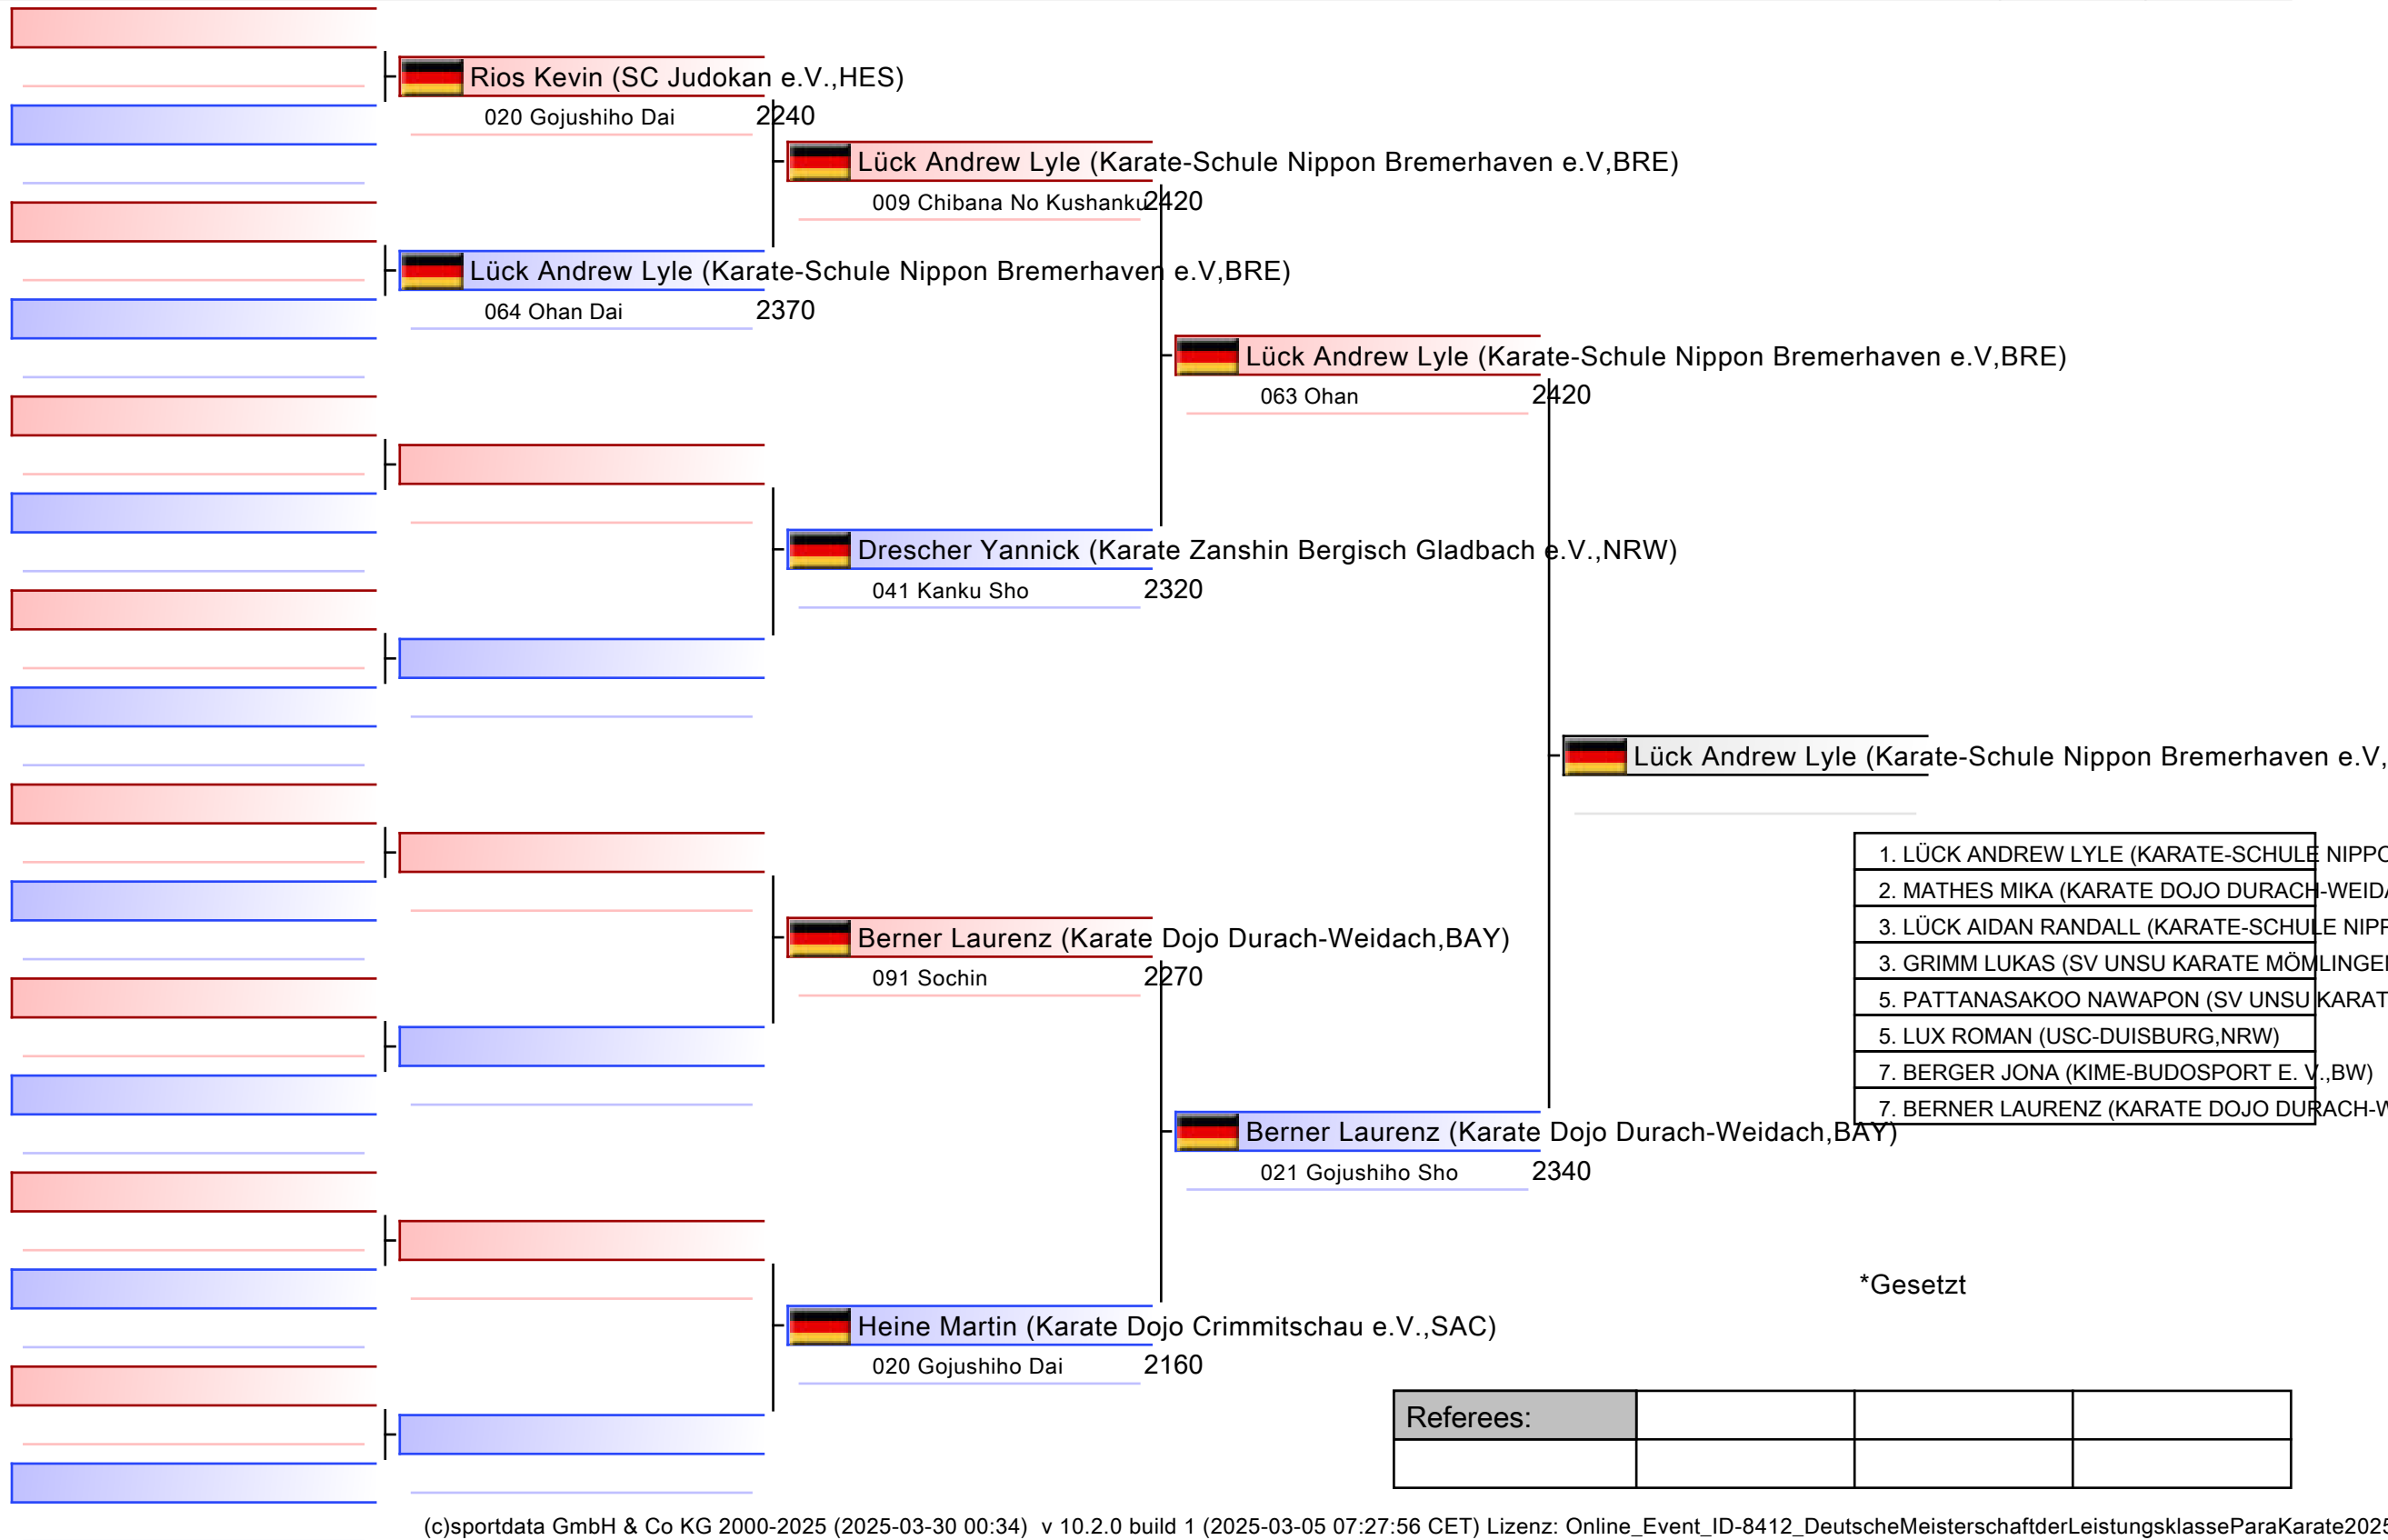 Rios Kevin (SC Judokan e.V.,HES)
020 Gojushiho Dai 2240
Lück Andrew Lyle (Karate-Schule Nippon Bremerhaven e.V,BRE)
009 Chibana No Kushanku 2420
Lück Andrew Lyle (Karate-Schule Nippon Bremerhaven e.V,BRE)
064 Ohan Dai 2370
Lück Andrew Lyle (Karate-Schule Nippon Bremerhaven e.V,BRE)
063 Ohan 2420
Drescher Yannick (Karate Zanshin Bergisch Gladbach e.V.,NRW)
041 Kanku Sho 2320
Lück Andrew Lyle (Karate-Schule Nippon Bremerhaven e.V,
1. LÜCK ANDREW LYLE (KARATE-SCHULE NIPPO
2. MATHES MIKA (KARATE DOJO DURACH-WEIDA
3. LÜCK AIDAN RANDALL (KARATE-SCHULE NIPP
3. GRIMM LUKAS (SV UNSU KARATE MÖMLINGEN
5. PATTANASAKOO NAWAPON (SV UNSU KARAT
5. LUX ROMAN (USC-DUISBURG,NRW)
7. BERGER JONA (KIME-BUDOSPORT E. V.,BW)
7. BERNER LAURENZ (KARATE DOJO DURACH-W
Berner Laurenz (Karate Dojo Durach-Weidach,BAY)
091 Sochin 2270
Berner Laurenz (Karate Dojo Durach-Weidach,BAY)
021 Gojushiho Sho 2340
*Gesetzt
Heine Martin (Karate Dojo Crimmitschau e.V.,SAC)
020 Gojushiho Dai 2160
Referees:
(c)sportdata GmbH & Co KG 2000-2025 (2025-03-30 00:34) v 10.2.0 build 1 (2025-03-05 07:27:56 CET) Lizenz: Online_Event_ID-8412_DeutscheMeisterschaftderLeistungsklasseParaKarate2025